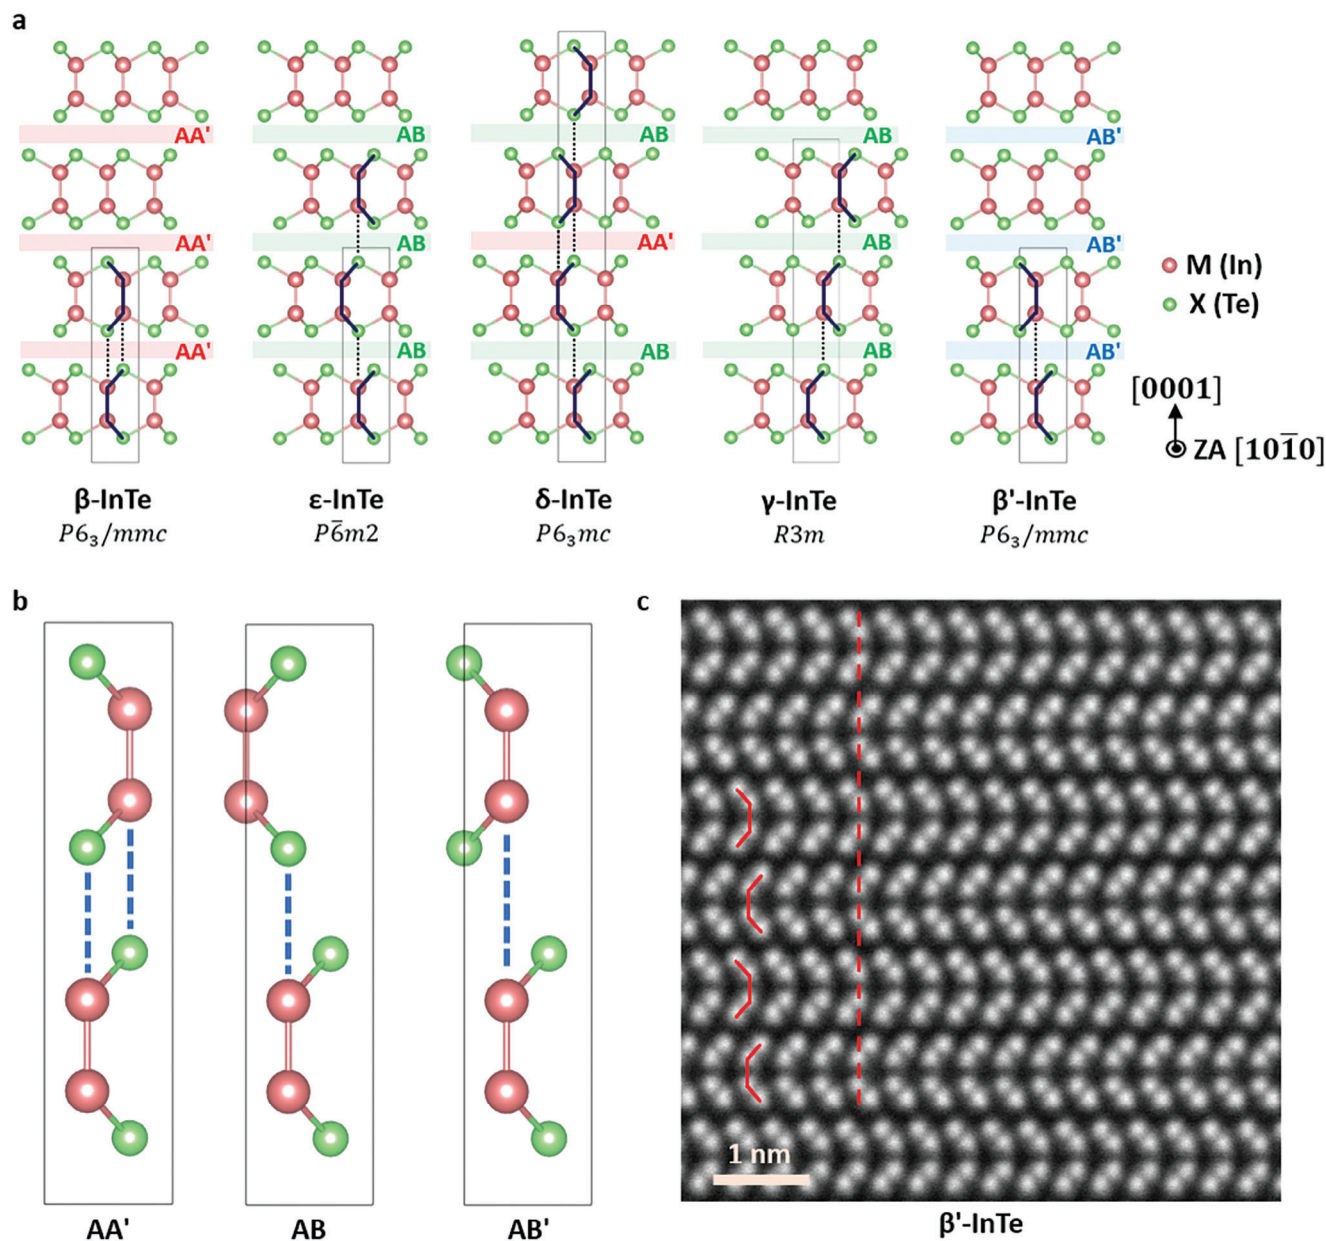 a
AA'
AB
AB
AB
AB'
AA'
AB
AA'
AB
AB'
AA'
AB
AB
AB
AB'
M (In)
X (Te)
[0001]
ZA [101̅0]
β-InTe
ε-InTe
δ-InTe
γ-InTe
β'-InTe
P6₃/mmc
P6̅m2
P6₃mc
R3m
P6₃/mmc
b
c
AA'
AB
AB'
1 nm
β'-InTe